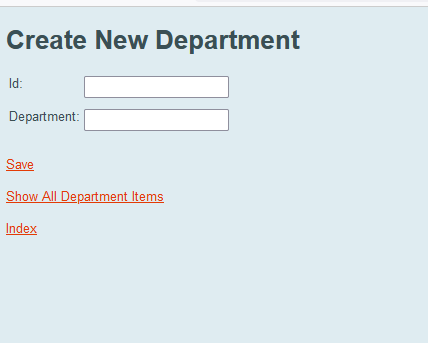 Create New Department
Id:
Department:
Save
Show All Department Items
Index